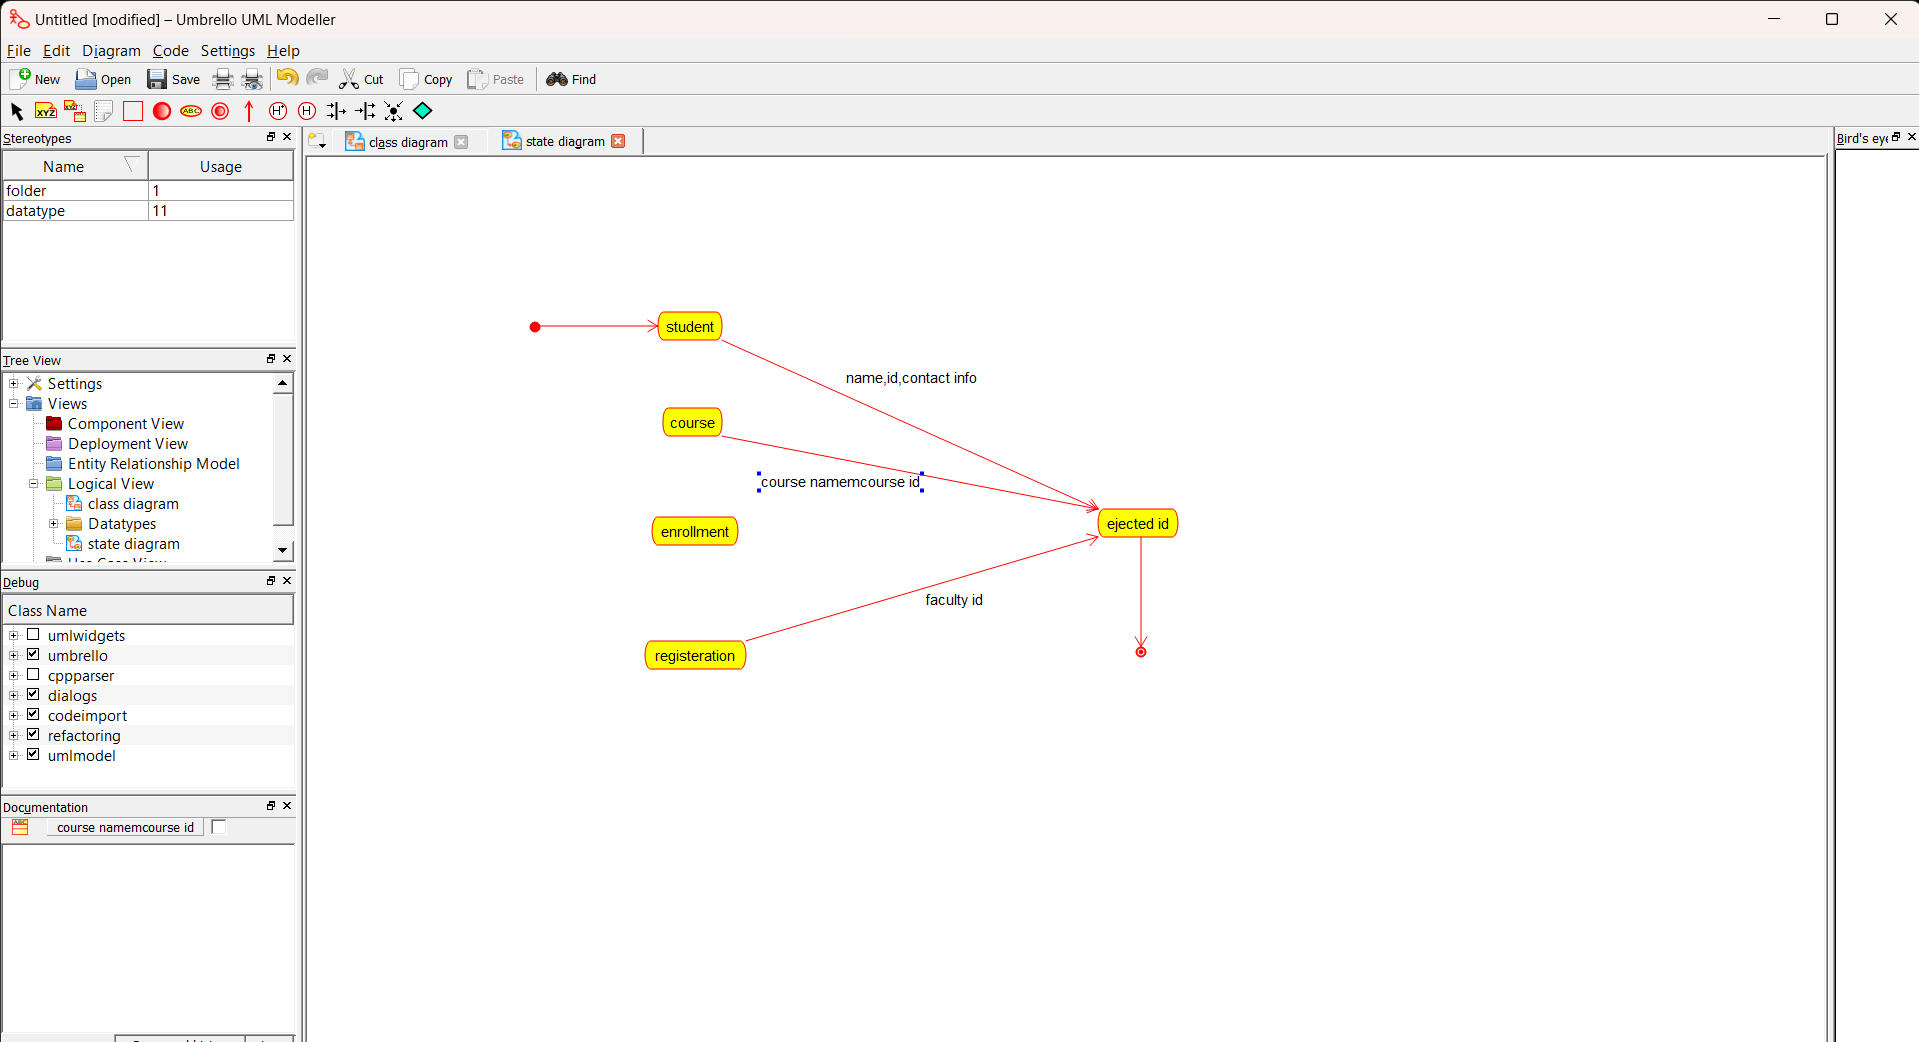 Untitled [modified] – Umbrello UML Modeller
File Edit Diagram Code Settings Help
New Open Save Cut Copy Paste Find
XYZ XYZ ABC H* H
Stereotypes
Name Usage
folder 1
datatype 11
Tree View
Settings
Views
Component View
Deployment View
Entity Relationship Model
Logical View
class diagram
Datatypes
state diagram
Debug
Class Name
umlwidgets
umbrello
cppparser
dialogs
codeimport
refactoring
umlmodel
Documentation
ABC
course namemcourse id
class diagram state diagram
student
name,id,contact info
course
course namemcourse id
ejected id
enrollment
faculty id
registeration
Bird's eye